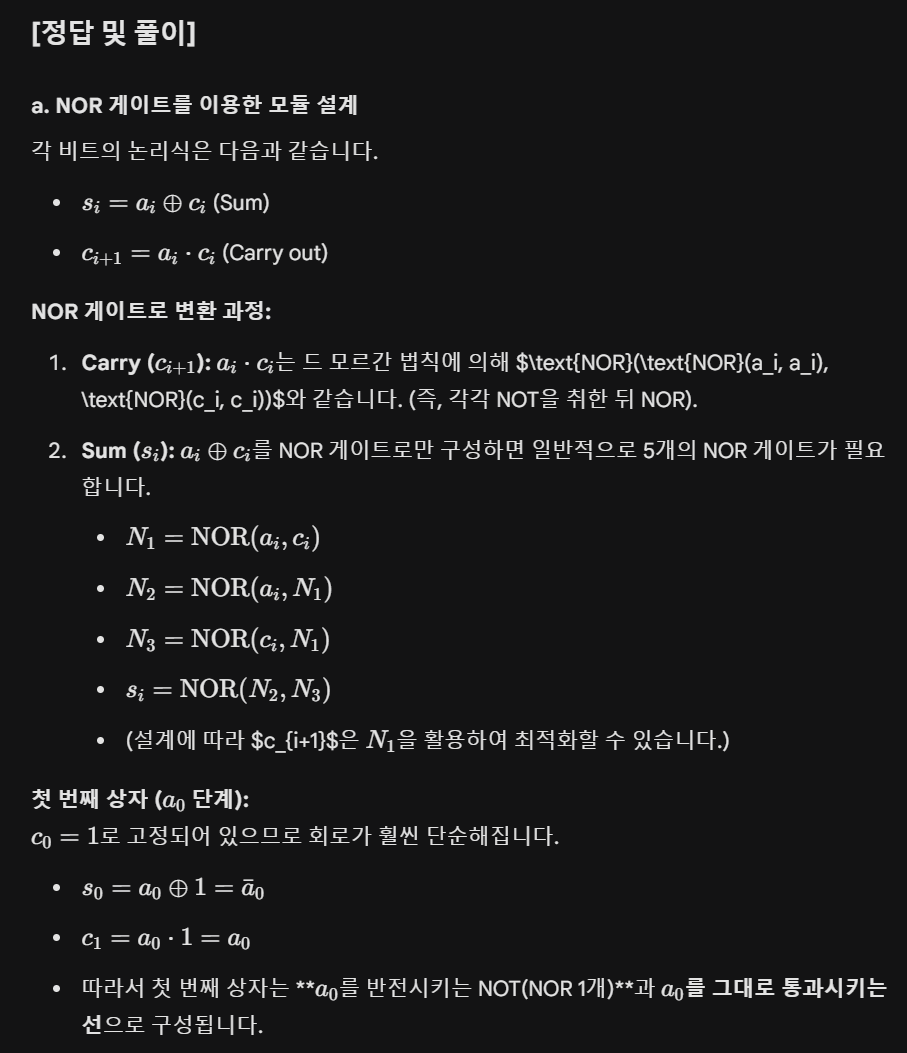 [정답 및 풀이]
a. NOR 게이트를 이용한 모듈 설계
각 비트의 논리식은 다음과 같습니다.
• sᵢ = aᵢ ⊕ cᵢ (Sum)
• cᵢ₊₁ = aᵢ · cᵢ (Carry out)
NOR 게이트로 변환 과정:
1. Carry (cᵢ₊₁): aᵢ · cᵢ는 드 모르간 법칙에 의해 $\text{NOR}(\text{NOR}(a_i, a_i),
\text{NOR}(c_i, c_i))$와 같습니다. (즉, 각각 NOT을 취한 뒤 NOR).
2. Sum (sᵢ): aᵢ ⊕ cᵢ를 NOR 게이트로만 구성하면 일반적으로 5개의 NOR 게이트가 필요
합니다.
• N₁ = NOR(aᵢ, cᵢ)
• N₂ = NOR(aᵢ, N₁)
• N₃ = NOR(cᵢ, N₁)
• sᵢ = NOR(N₂, N₃)
• (설계에 따라 $c_{i+1}$은 N₁을 활용하여 최적화할 수 있습니다.)
첫 번째 상자 (a₀ 단계):
c₀ = 1로 고정되어 있으므로 회로가 훨씬 단순해집니다.
• s₀ = a₀ ⊕ 1 = ā₀
• c₁ = a₀ · 1 = a₀
• 따라서 첫 번째 상자는 **a₀를 반전시키는 NOT(NOR 1개)**과 a₀를 그대로 통과시키는
선으로 구성됩니다.